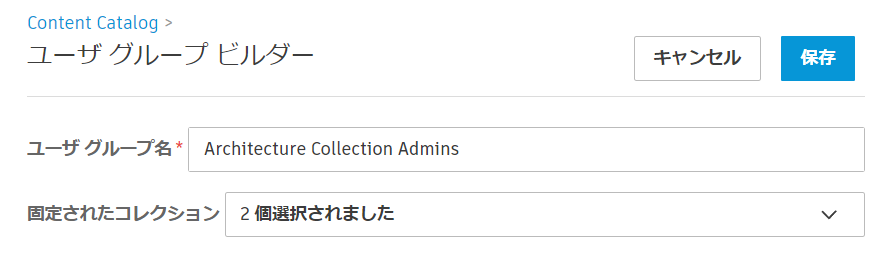 Content Catalog >
ユーザ グループ ビルダー
キャンセル
保存
ユーザ グループ名 *
Architecture Collection Admins
固定されたコレクション
2 個選択されました